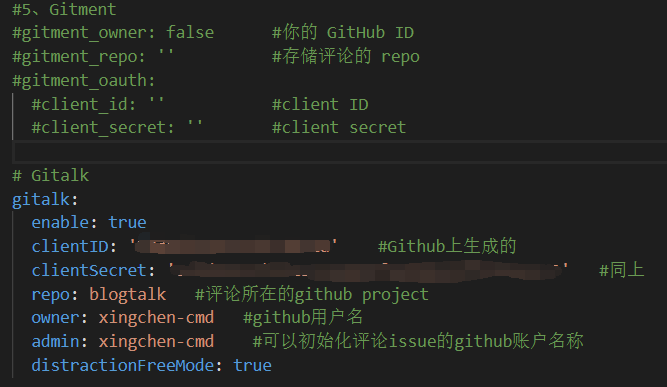 #5、Gitment
#gitment_owner: false #你的 GitHub ID
#gitment_repo: '' #存储评论的 repo
#gitment_oauth:
#client_id: '' #client ID
#client_secret: '' #client secret
# Gitalk
gitalk:
enable: true
clientID: ' ' #Github上生成的
clientSecret: ' ' #同上
repo: blogtalk #评论所在的github project
owner: xingchen-cmd #github用户名
admin: xingchen-cmd #可以初始化评论issue的github账户名称
distractionFreeMode: true